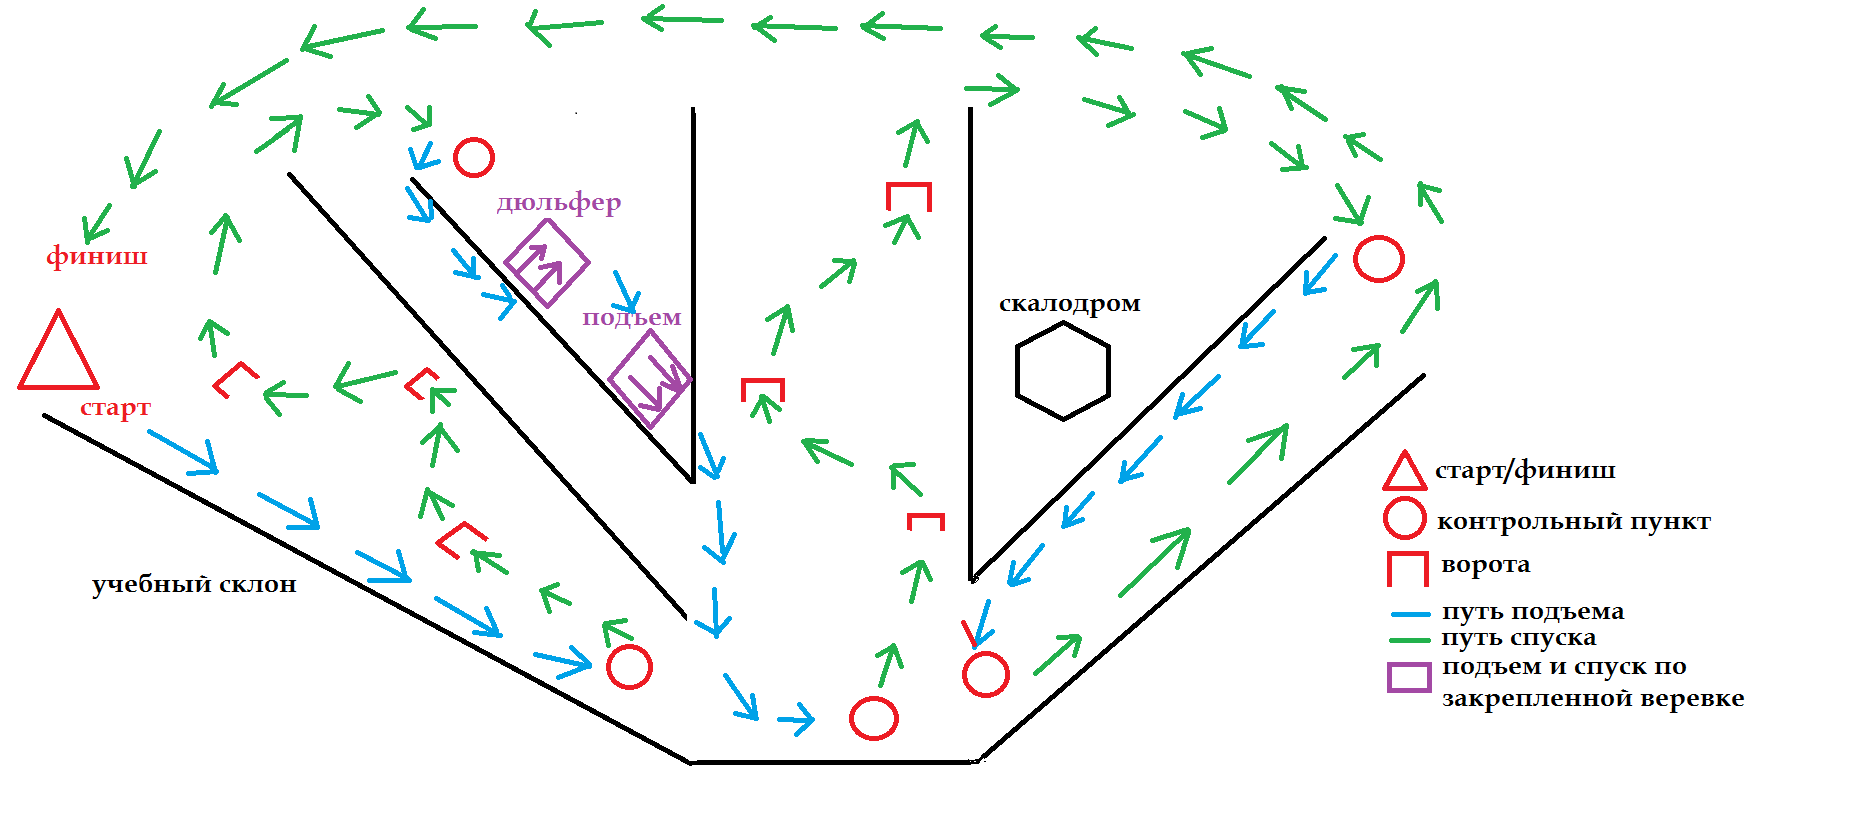 дюльфер
финиш
подъем
скалодром
старт
учебный склон
старт/финиш
контрольный пункт
ворота
путь подъема
путь спуска
подъем и спуск по
закрепленной веревке